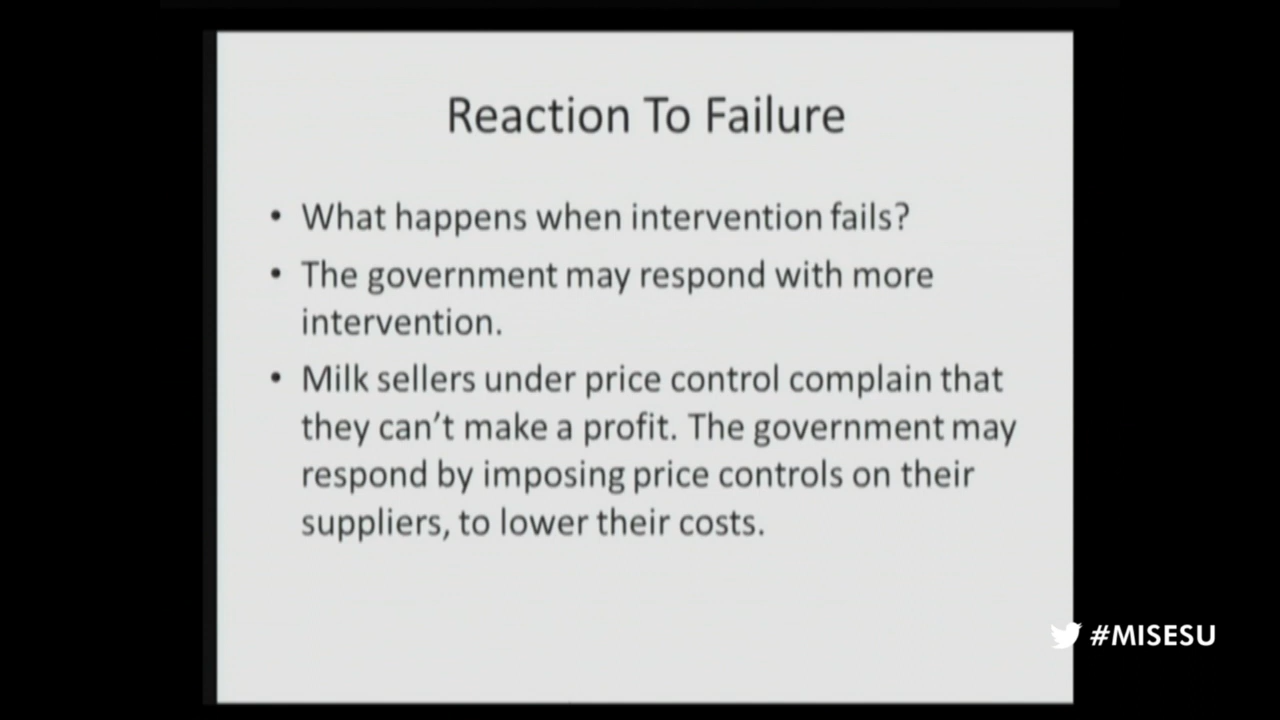 Reaction To Failure
• What happens when intervention fails?
• The government may respond with more
intervention.
• Milk sellers under price control complain that
they can’t make a profit. The government may
respond by imposing price controls on their
suppliers, to lower their costs.
#MISESU